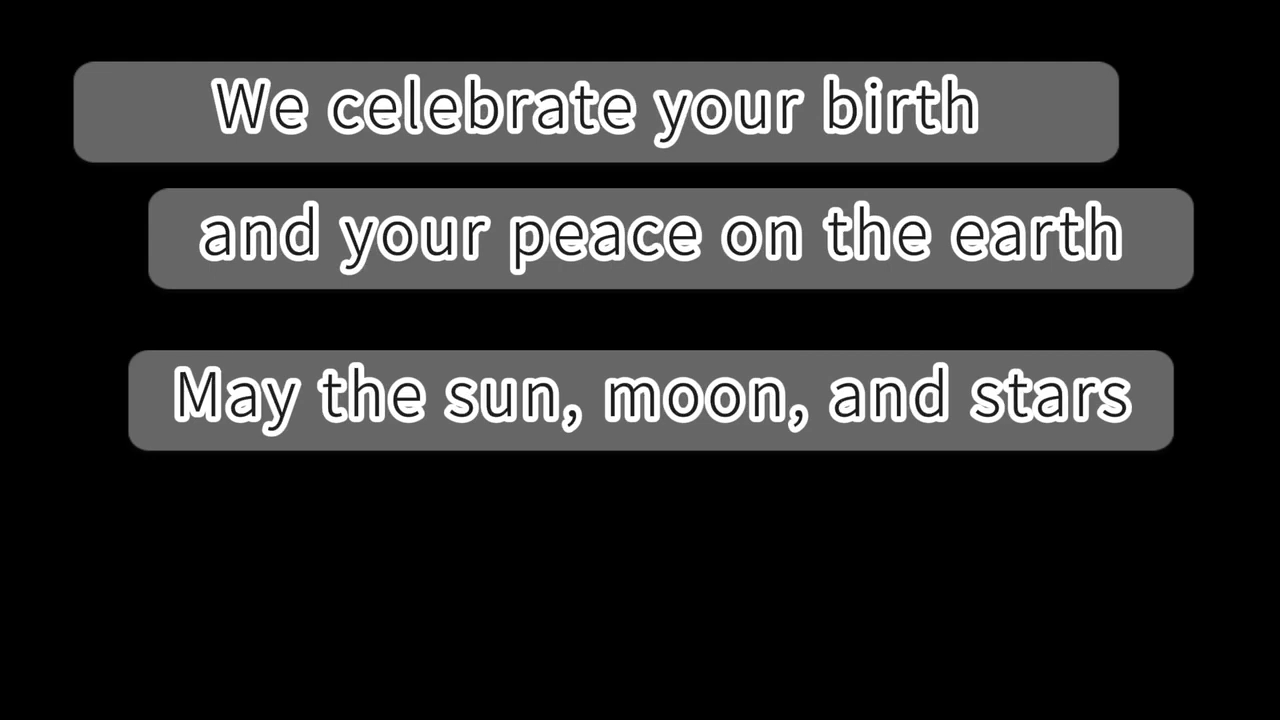 We celebrate your birth
and your peace on the earth
May the sun, moon, and stars